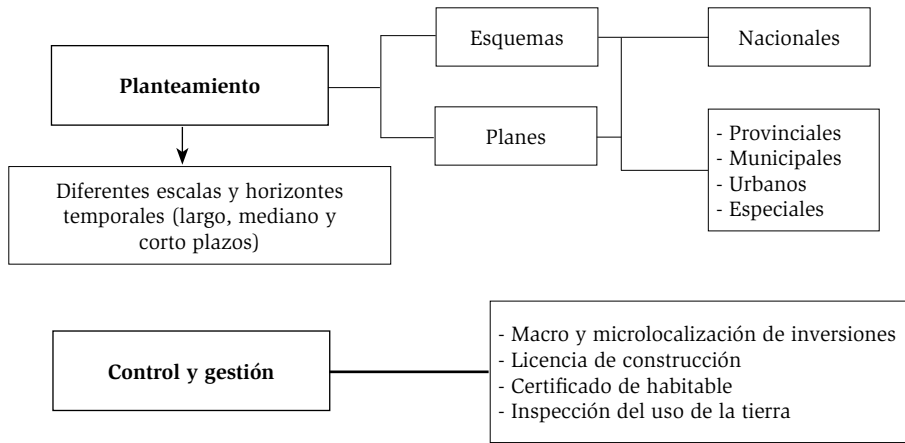 Planteamiento
Esquemas
Planes
Nacionales
- Provinciales
- Municipales
- Urbanos
- Especiales
Diferentes escalas y horizontes
temporales (largo, mediano y
corto plazos)
Control y gestión
- Macro y microlocalización de inversiones
- Licencia de construcción
- Certificado de habitable
- Inspección del uso de la tierra